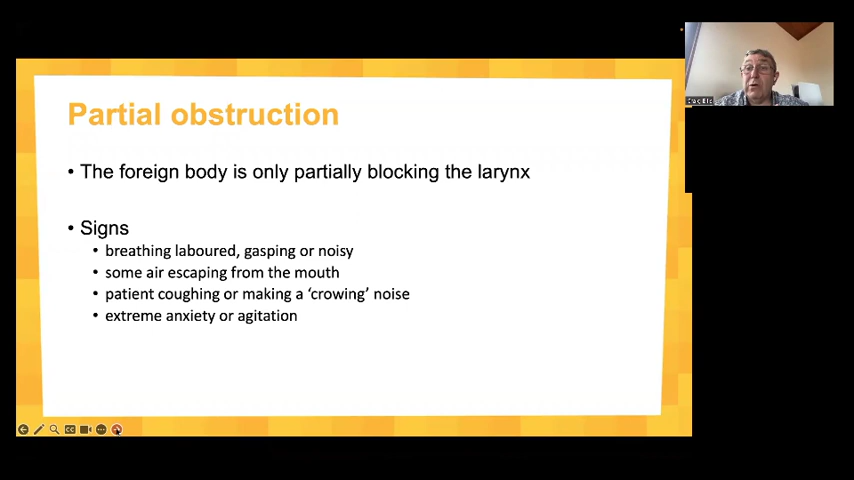 Partial obstruction
• The foreign body is only partially blocking the larynx
• Signs
• breathing laboured, gasping or noisy
• some air escaping from the mouth
• patient coughing or making a ‘crowing’ noise
• extreme anxiety or agitation
CC